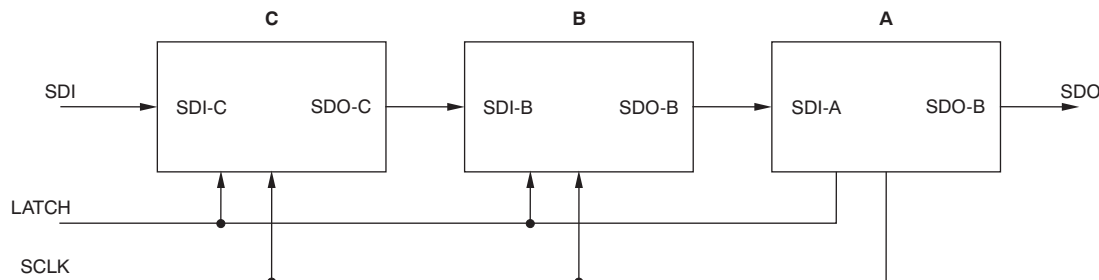 C B A
SDI SDI-C SDO-C SDI-B SDO-B SDI-A SDO-B SDO
LATCH
SCLK